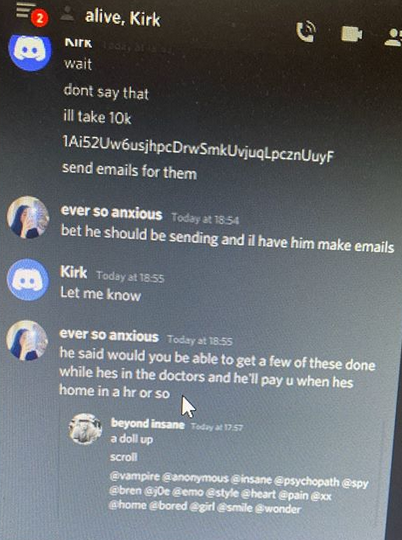 2
alive, Kirk
Kirk Today at
wait
dont say that
ill take 10k
1Ai52Uw6usjhpcDrwSmkUvjuqLpcznUuyF
send emails for them
ever so anxious Today at 18:54
bet he should be sending and il have him make emails
Kirk Today at 18:55
Let me know
ever so anxious Today at 18:55
he said would you be able to get a few of these done
while hes in the doctors and he'll pay u when hes
home in a hr or so
beyond insane Today at 17:57
a doll up
scroll
@vampire @anonymous @insane @psychopath @spy
@bren @j0e @emo @style @heart @pain @xx
@home @bored @girl @smile @wonder